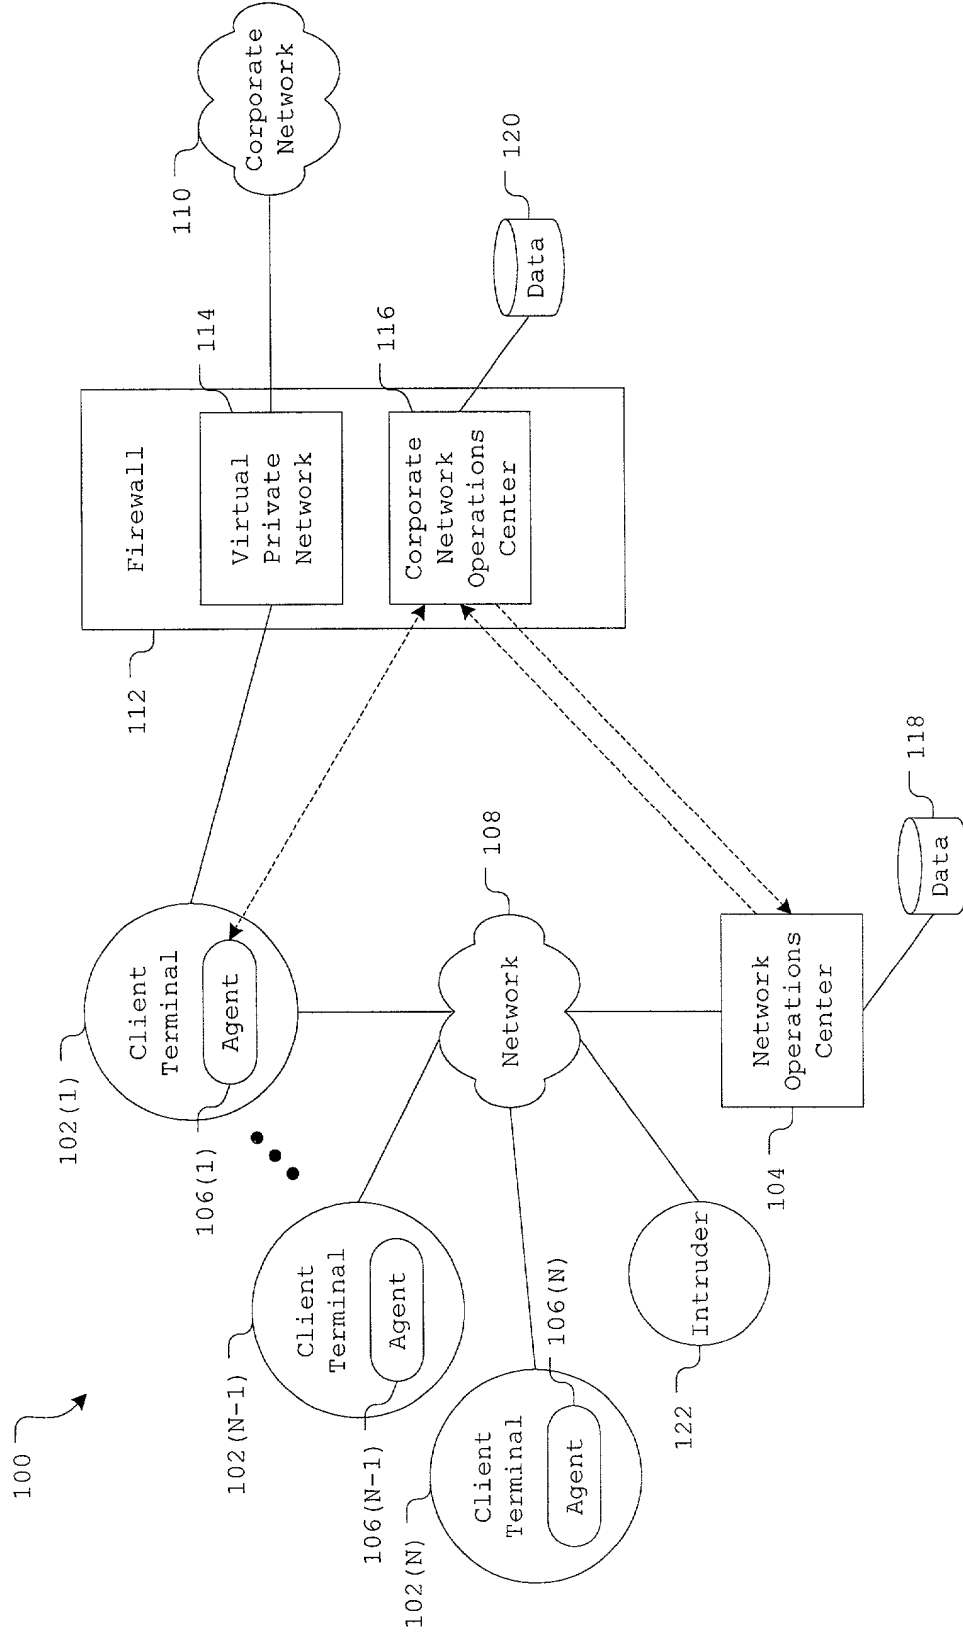 100
102(1)
Client
Terminal
106(1)
Agent
112
Firewall
114
Virtual
Private
Network
110
Corporate
Network
116
Corporate
Network
Operations
Center
120
Data
102(N-1)
Client
Terminal
106(N-1)
Agent
108
Network
102(N)
Client
Terminal
106(N)
Agent
122
Intruder
104
Network
Operations
Center
118
Data